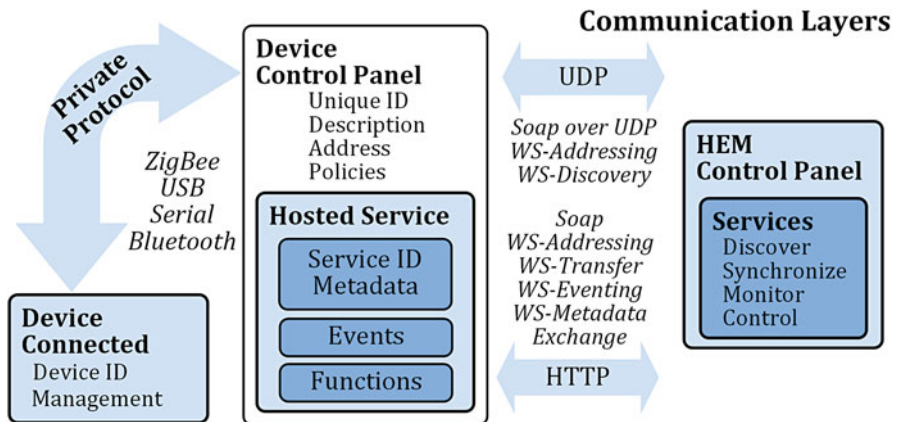 Communication Layers
Private
Protocol
ZigBee
USB
Serial
Bluetooth
Device
Connected
Device ID
Management
Device
Control Panel
Unique ID
Description
Address
Policies
Hosted Service
Service ID
Metadata
Events
Functions
UDP
Soap over UDP
WS-Addressing
WS-Discovery
Soap
WS-Addressing
WS-Transfer
WS-Eventing
WS-Metadata
Exchange
HTTP
HEM
Control Panel
Services
Discover
Synchronize
Monitor
Control